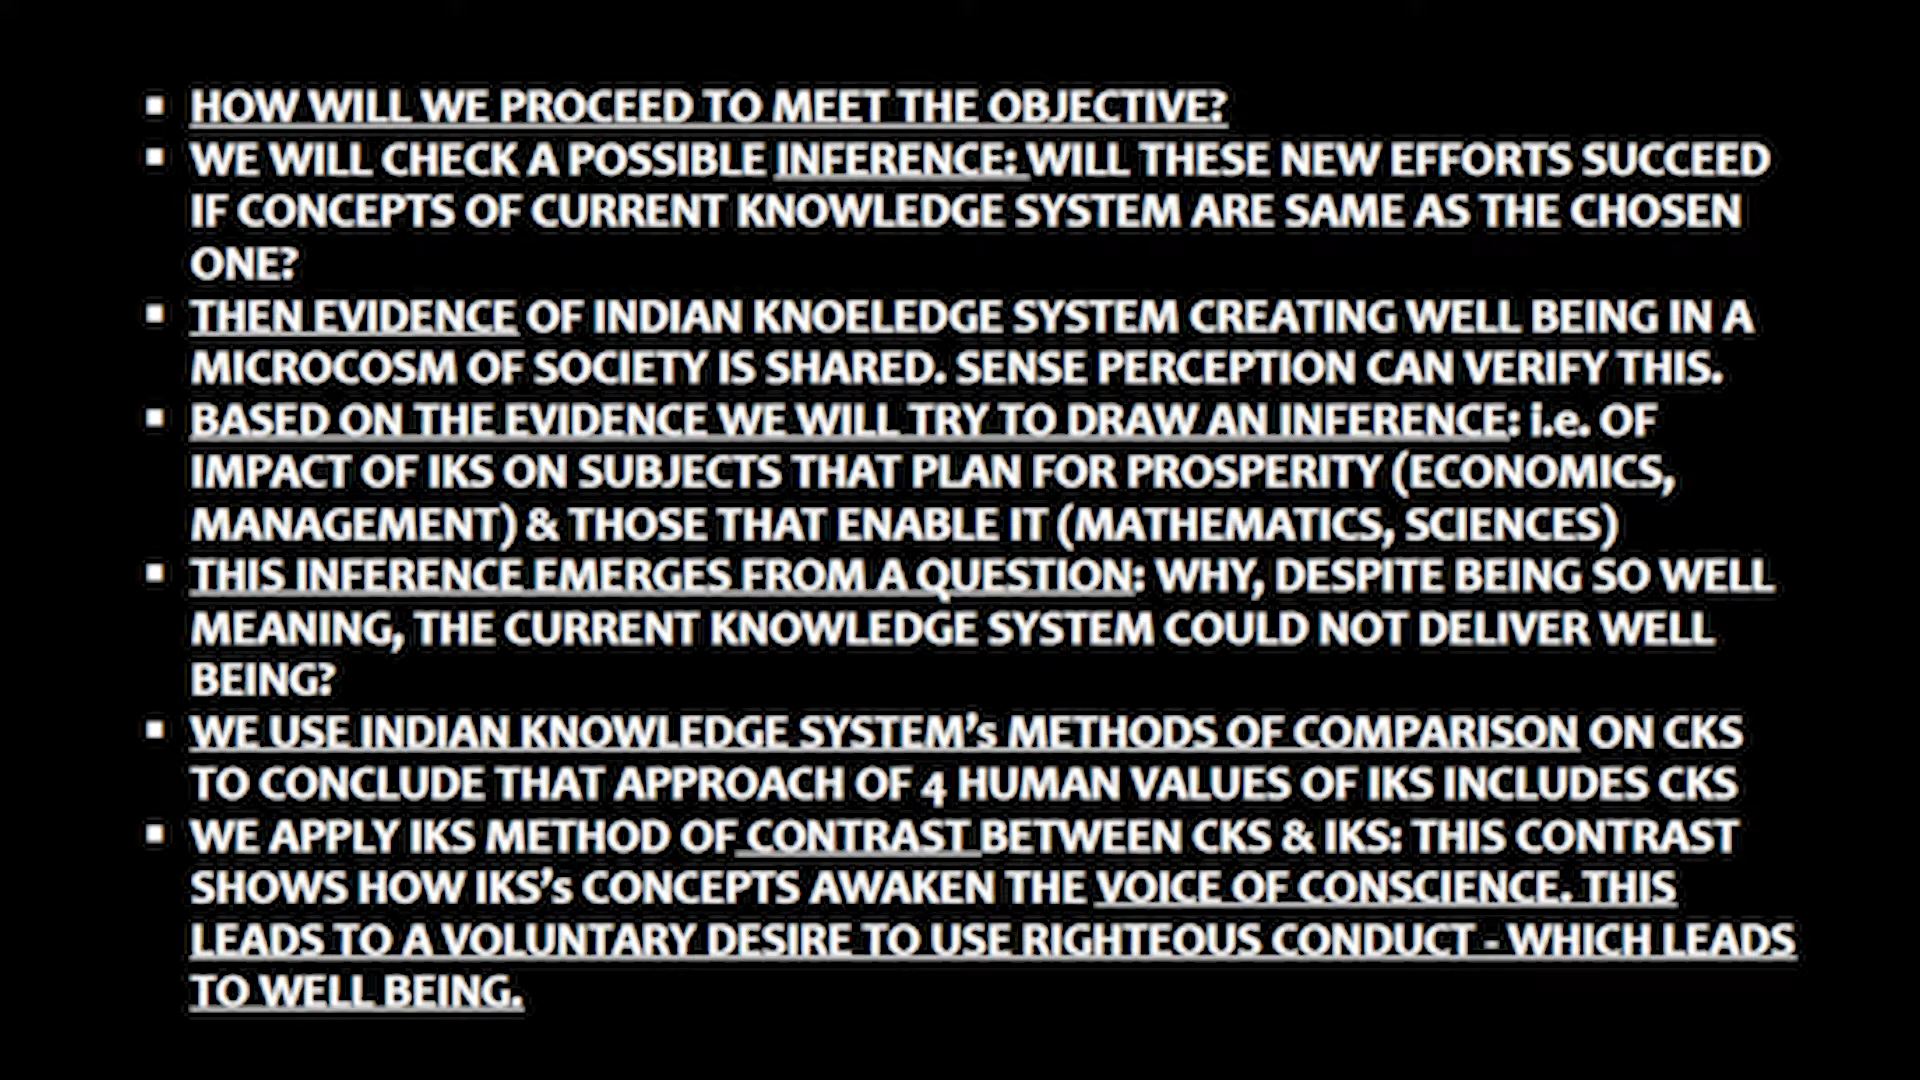 ▪ HOW WILL WE PROCEED TO MEET THE OBJECTIVE?
▪ WE WILL CHECK A POSSIBLE INFERENCE: WILL THESE NEW EFFORTS SUCCEED
IF CONCEPTS OF CURRENT KNOWLEDGE SYSTEM ARE SAME AS THE CHOSEN
ONE?
▪ THEN EVIDENCE OF INDIAN KNOELEDGE SYSTEM CREATING WELL BEING IN A
MICROCOSM OF SOCIETY IS SHARED. SENSE PERCEPTION CAN VERIFY THIS.
▪ BASED ON THE EVIDENCE WE WILL TRY TO DRAW AN INFERENCE: i.e. OF
IMPACT OF IKS ON SUBJECTS THAT PLAN FOR PROSPERITY (ECONOMICS,
MANAGEMENT) & THOSE THAT ENABLE IT (MATHEMATICS, SCIENCES)
▪ THIS INFERENCE EMERGES FROM A QUESTION: WHY, DESPITE BEING SO WELL
MEANING, THE CURRENT KNOWLEDGE SYSTEM COULD NOT DELIVER WELL
BEING?
▪ WE USE INDIAN KNOWLEDGE SYSTEM's METHODS OF COMPARISON ON CKS
TO CONCLUDE THAT APPROACH OF 4 HUMAN VALUES OF IKS INCLUDES CKS
▪ WE APPLY IKS METHOD OF CONTRAST BETWEEN CKS & IKS: THIS CONTRAST
SHOWS HOW IKS's CONCEPTS AWAKEN THE VOICE OF CONSCIENCE. THIS
LEADS TO A VOLUNTARY DESIRE TO USE RIGHTEOUS CONDUCT - WHICH LEADS
TO WELL BEING.